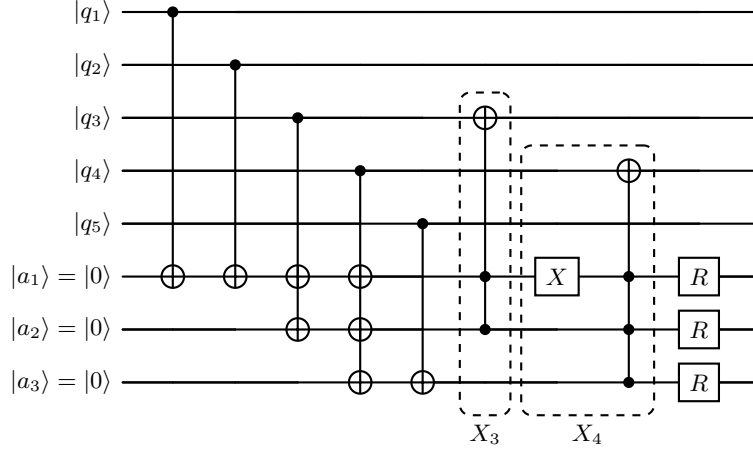 |q₁⟩
|q₂⟩
|q₃⟩
|q₄⟩
|q₅⟩
|a₁⟩ = |0⟩ X R
|a₂⟩ = |0⟩ R
|a₃⟩ = |0⟩ R
X₃ X₄